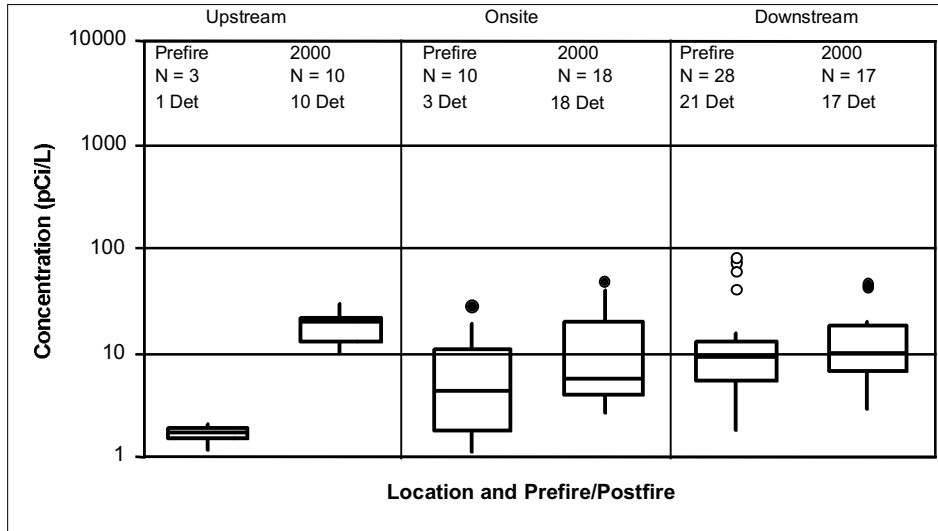 Upstream Onsite Downstream
10000
1000
100
10
1
Concentration (pCi/L)
Prefire 2000 Prefire 2000 Prefire 2000
N = 3 N = 10 N = 10 N = 18 N = 28 N = 17
1 Det 10 Det 3 Det 18 Det 21 Det 17 Det
Location and Prefire/Postfire